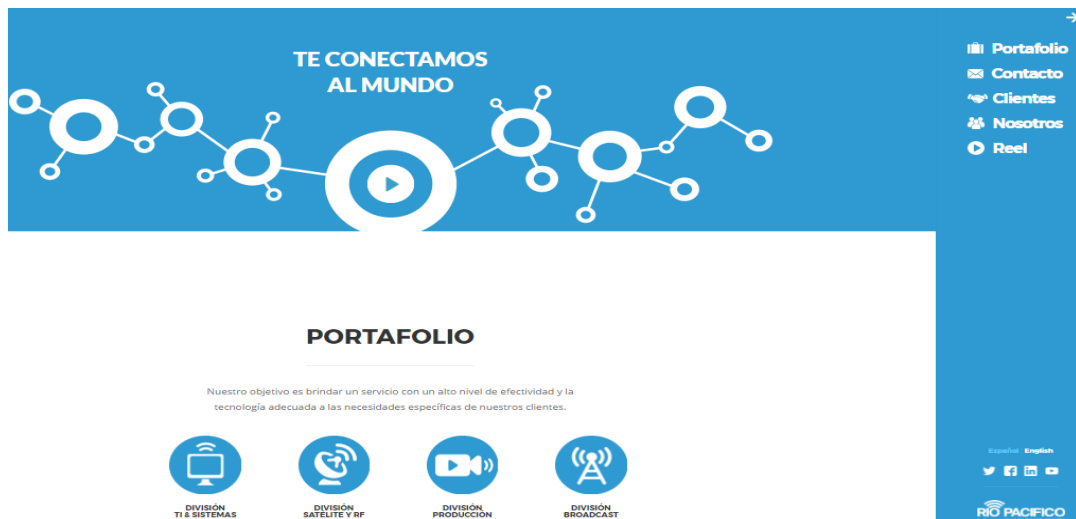 TE CONECTAMOS
AL MUNDO
Portafolio
Contacto
Clientes
Nosotros
Reel
PORTAFOLIO
Nuestro objetivo es brindar un servicio con un alto nivel de efectividad y la
tecnología adecuada a las necesidades específicas de nuestros clientes.
DIVISIÓN
TI & SISTEMAS
DIVISIÓN
SATÉLITE Y RF
DIVISIÓN
PRODUCCIÓN
DIVISIÓN
BROADCAST
Español English
RIO PACIFICO